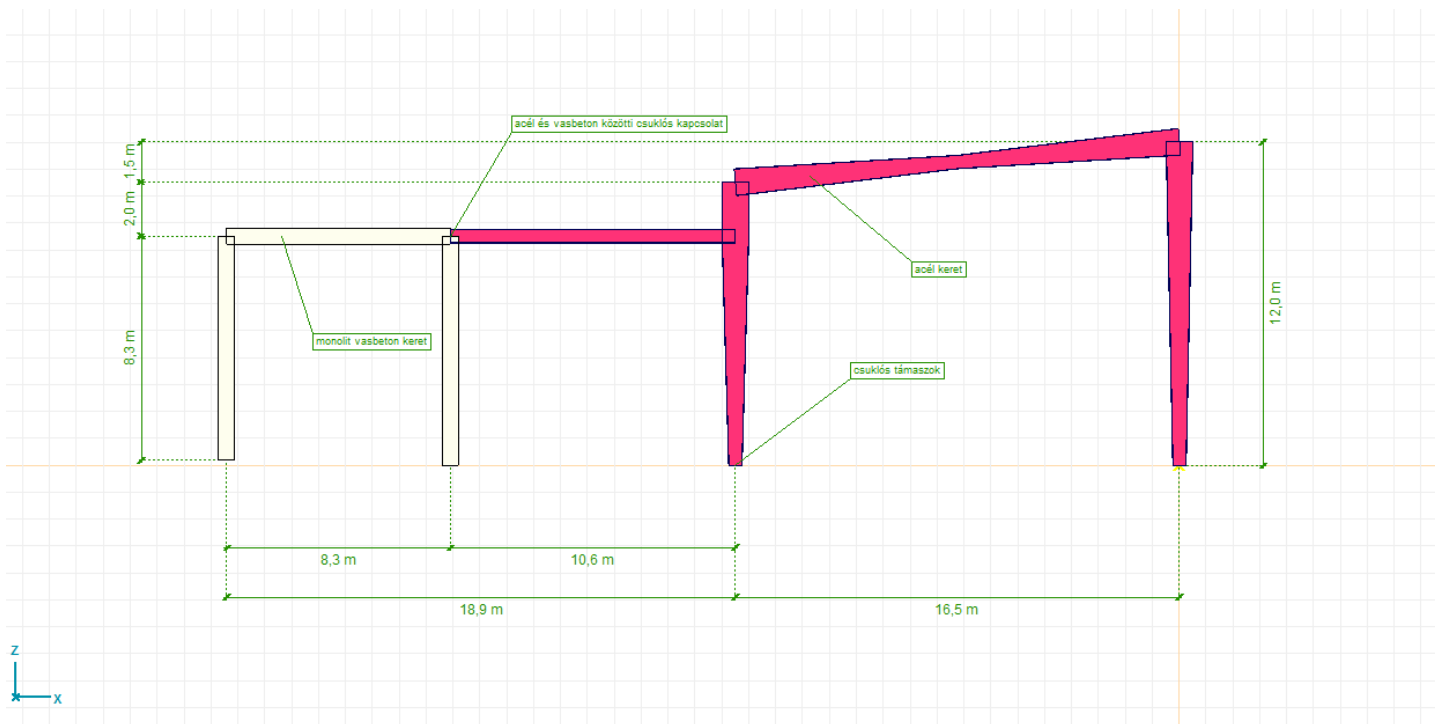 acél és vasbeton közötti csuklós kapcsolat
1,5 m
2,0 m
acél keret
12,0 m
monolit vasbeton keret
8,3 m
csuklós támaszok
8,3 m
10,6 m
18,9 m
16,5 m
z
x